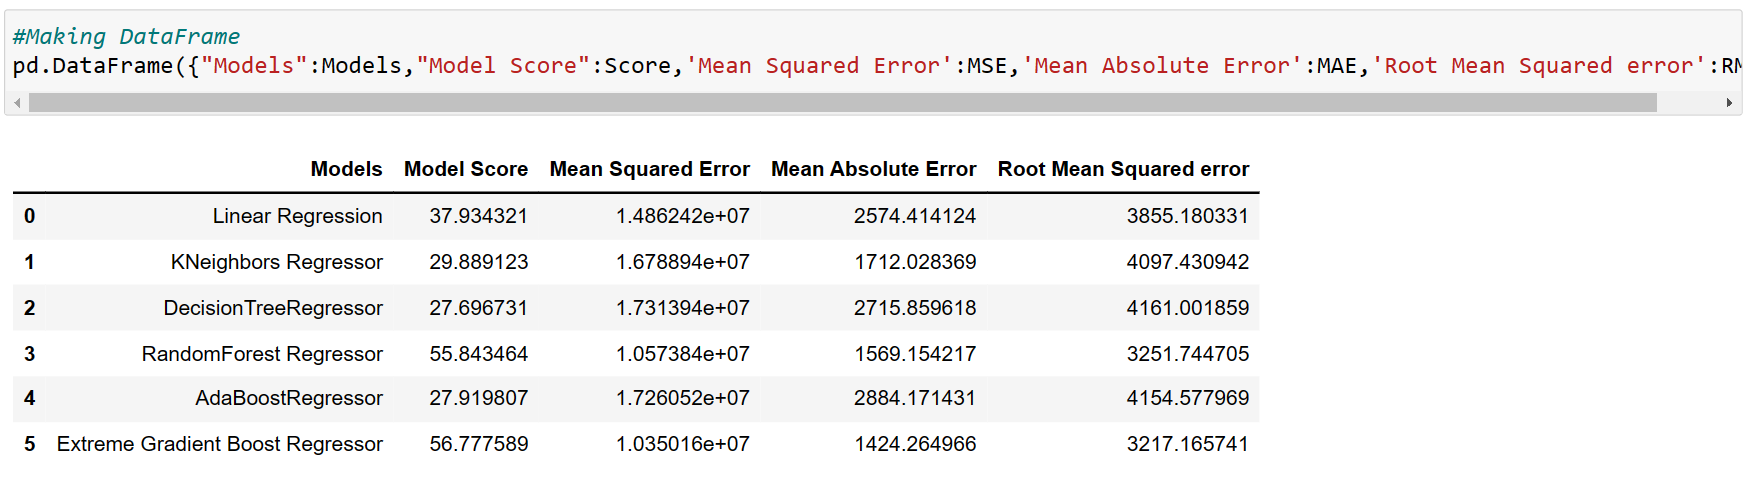 #Making DataFrame
pd.DataFrame({"Models":Models,"Model Score":Score,'Mean Squared Error':MSE,'Mean Absolute Error':MAE,'Root Mean Squared error':RM
Models Model Score Mean Squared Error Mean Absolute Error Root Mean Squared error
0 Linear Regression 37.934321 1.486242e+07 2574.414124 3855.180331
1 KNeighbors Regressor 29.889123 1.678894e+07 1712.028369 4097.430942
2 DecisionTreeRegressor 27.696731 1.731394e+07 2715.859618 4161.001859
3 RandomForest Regressor 55.843464 1.057384e+07 1569.154217 3251.744705
4 AdaBoostRegressor 27.919807 1.726052e+07 2884.171431 4154.577969
5 Extreme Gradient Boost Regressor 56.777589 1.035016e+07 1424.264966 3217.165741